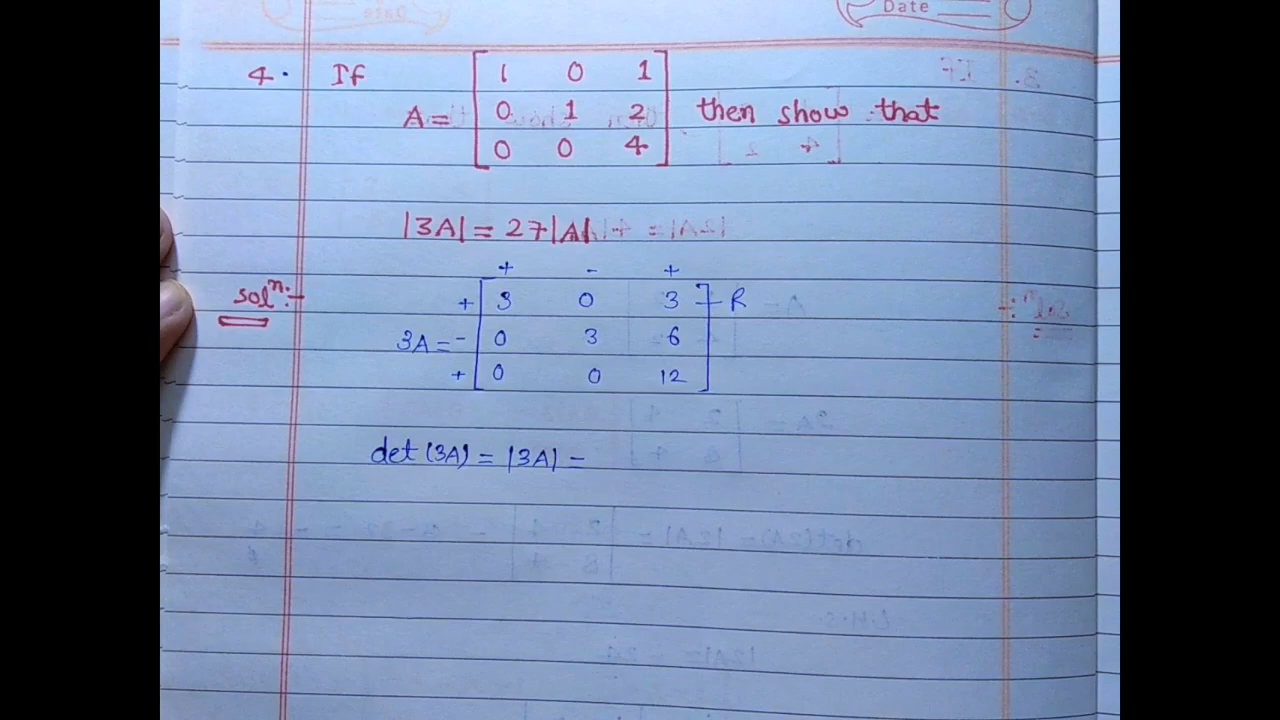 Date
4. If
A = [ 1 0 1
0 1 2
0 0 4 ] then show that
|3A| = 27|A|
solⁿ:-
+ - +
+ 3 0 3 R
3A = - 0 3 6
+ 0 0 12
det (3A) = |3A| =